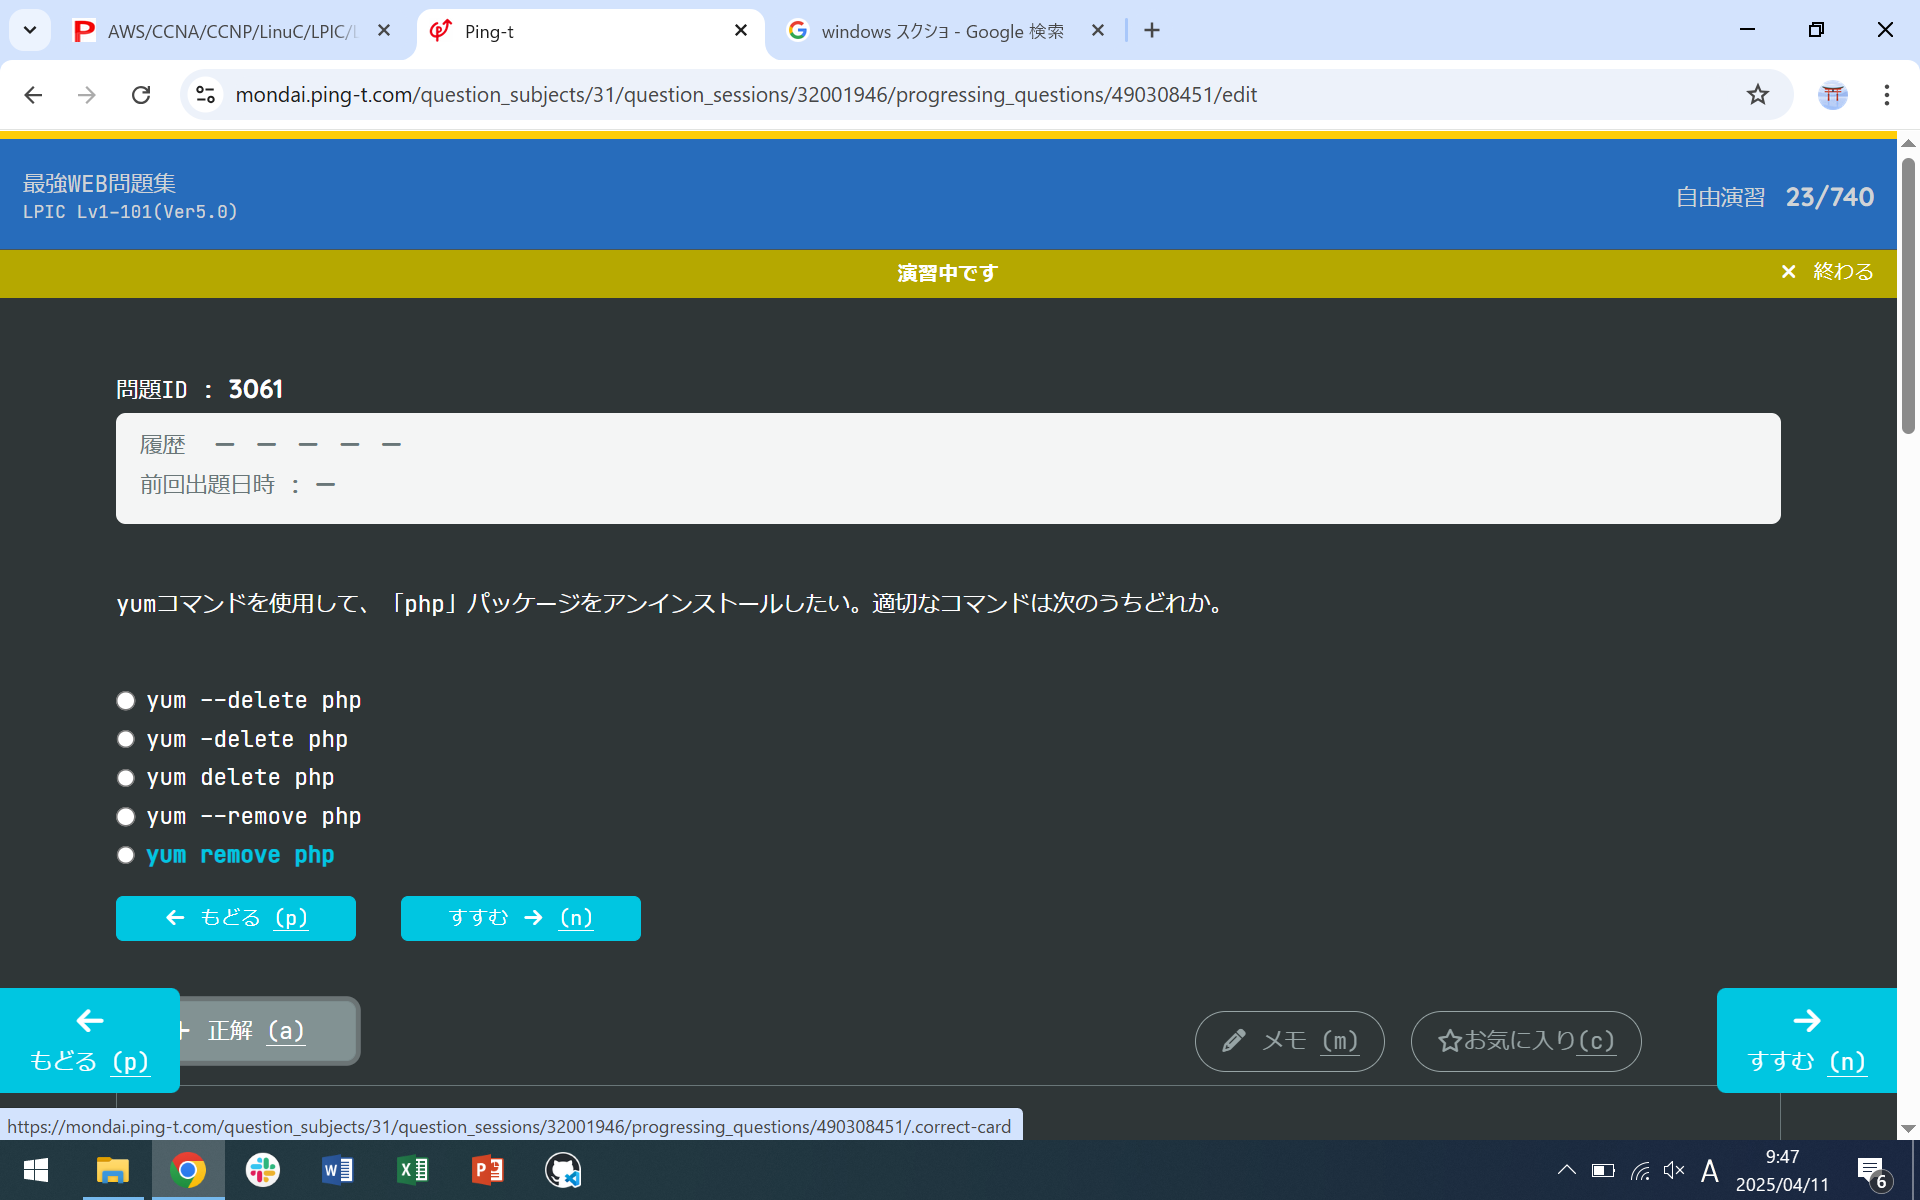 AWS/CCNA/CCNP/LinuC/LPIC/
Ping-t
windows スクショ - Google 検索
mondai.ping-t.com/question_subjects/31/question_sessions/32001946/progressing_questions/490308451/edit
最強WEB問題集
LPIC Lv1-101(Ver5.0)
自由演習 23/740
演習中です
× 終わる
問題ID : 3061
履歴 ー ー ー ー ー
前回出題日時 : ー
yumコマンドを使用して、「php」パッケージをアンインストールしたい。適切なコマンドは次のうちどれか。
yum --delete php
yum -delete php
yum delete php
yum --remove php
yum remove php
← もどる (p)
すすむ → (n)
正解 (a)
メモ (m)
☆お気に入り(c)
←
もどる (p)
→
すすむ (n)
https://mondai.ping-t.com/question_subjects/31/question_sessions/32001946/progressing_questions/490308451/.correct-card
A
9:47
2025/04/11
6